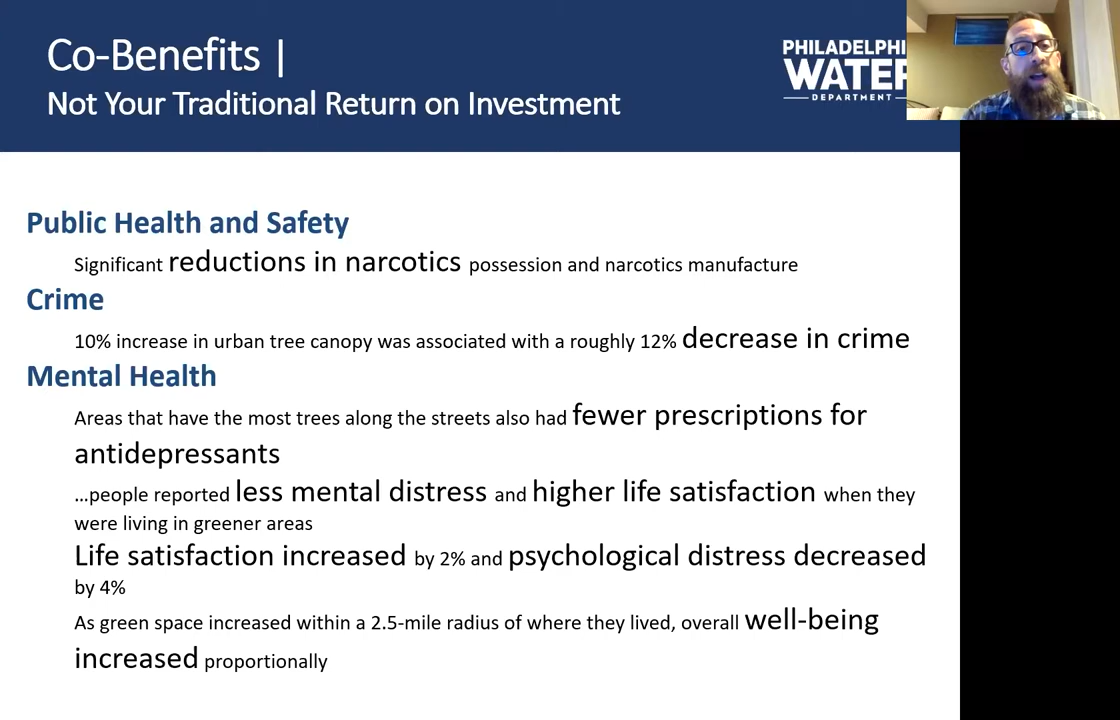 Co-Benefits |
Not Your Traditional Return on Investment
PHILADELPHI
WATER
DEPARTMENT
Public Health and Safety
Significant reductions in narcotics possession and narcotics manufacture
Crime
10% increase in urban tree canopy was associated with a roughly 12% decrease in crime
Mental Health
Areas that have the most trees along the streets also had fewer prescriptions for
antidepressants
...people reported less mental distress and higher life satisfaction when they
were living in greener areas
Life satisfaction increased by 2% and psychological distress decreased
by 4%
As green space increased within a 2.5-mile radius of where they lived, overall well-being
increased proportionally